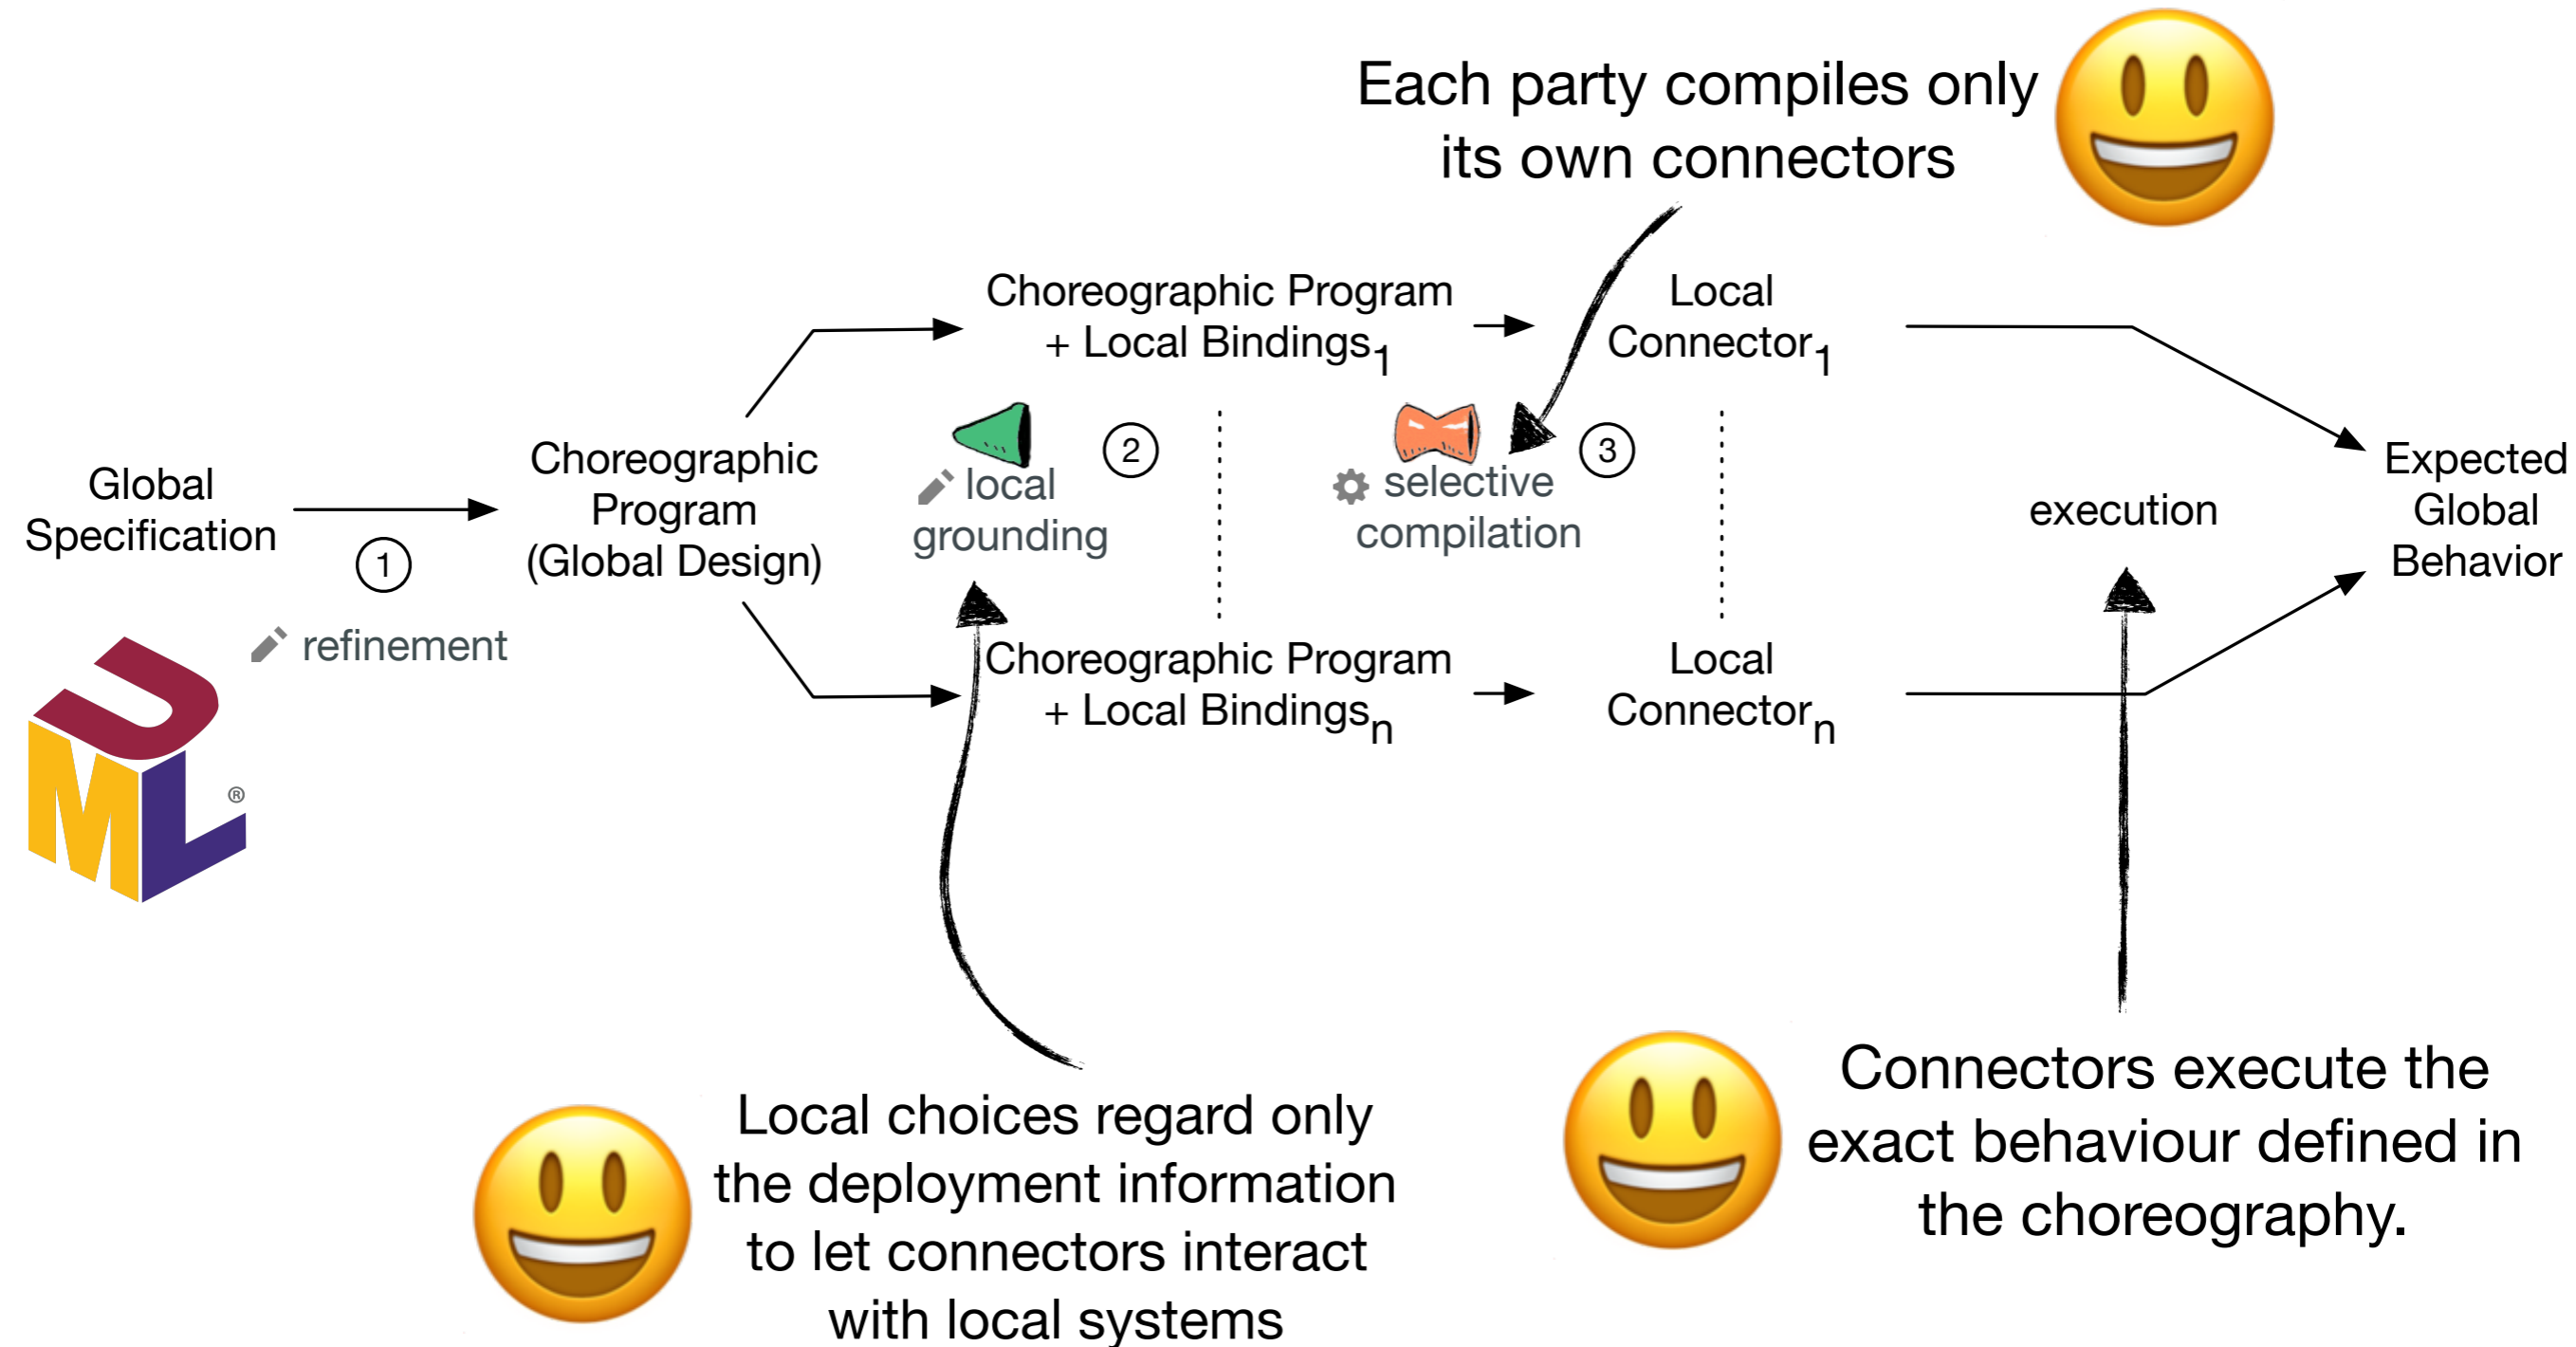 Each party compiles only
its own connectors
Choreographic Program
+ Local Bindings1
Local
Connector1
Global
Specification
1
refinement
Choreographic
Program
(Global Design)
local
grounding
2
selective
compilation
3
execution
Expected
Global
Behavior
Choreographic Program
+ Local Bindingsn
Local
Connectorn
UML
®
Local choices regard only
the deployment information
to let connectors interact
with local systems
Connectors execute the
exact behaviour defined in
the choreography.